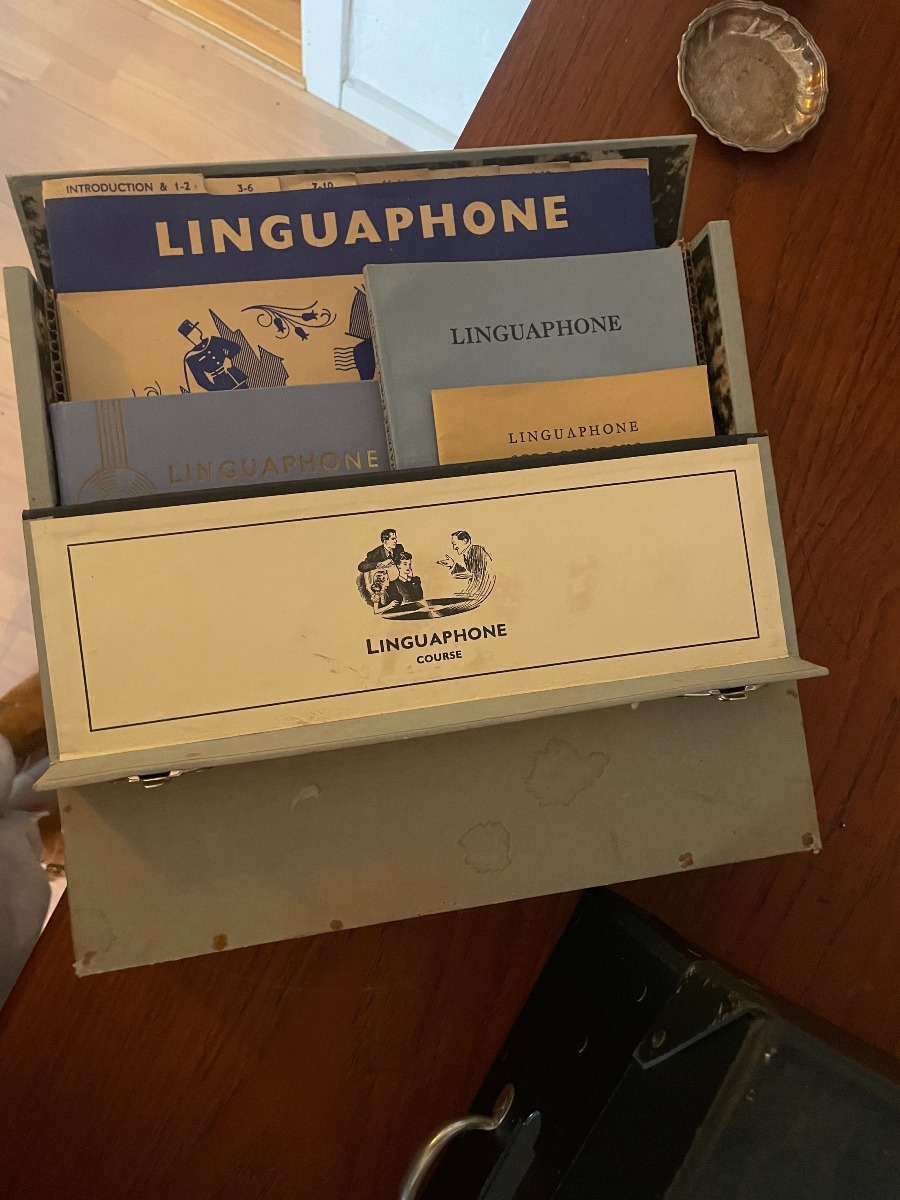 INTRODUCTION & 1-2
3-6
7-10
LINGUAPHONE
LINGUAPHONE
LINGUAPHONE
LINGUAPHONE
LINGUAPHONE
COURSE